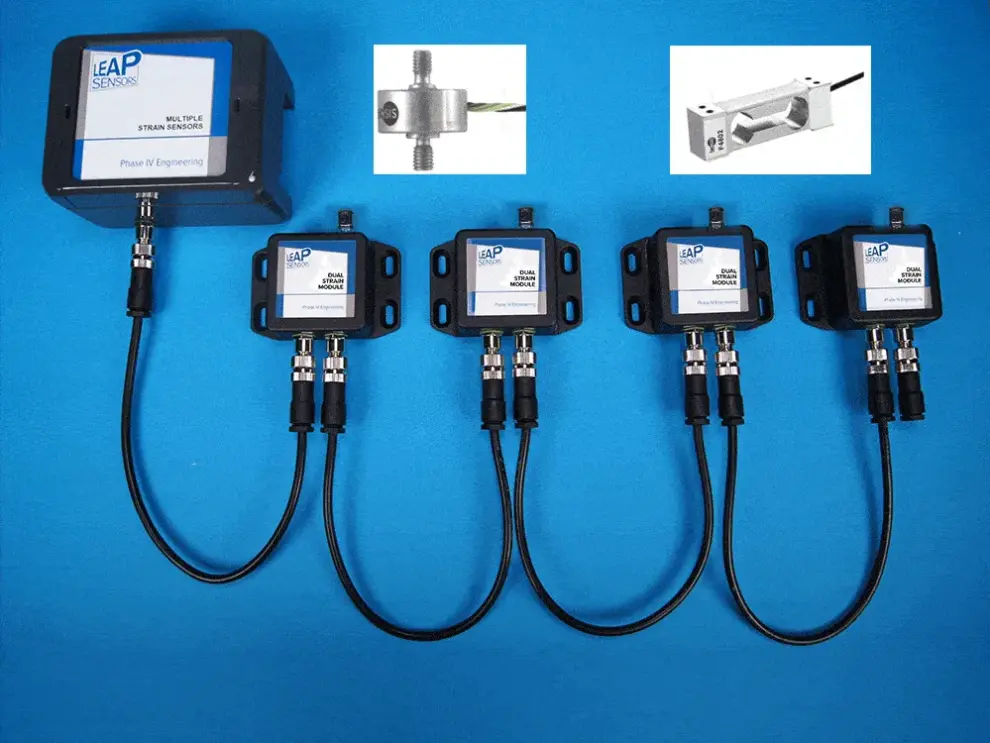 LEAP
SENSORS
MULTIPLE
STRAIN SENSORS
Phase IV Engineering
LEAP
SENSORS
DUAL
STRAIN
MODULE
Phase IV Engineering
LEAP
SENSORS
DUAL
STRAIN
MODULE
Phase IV Engineering
LEAP
SENSORS
DUAL
STRAIN
MODULE
Phase IV Engineering
LEAP
SENSORS
DUAL
STRAIN
MODULE
Phase IV Engineering